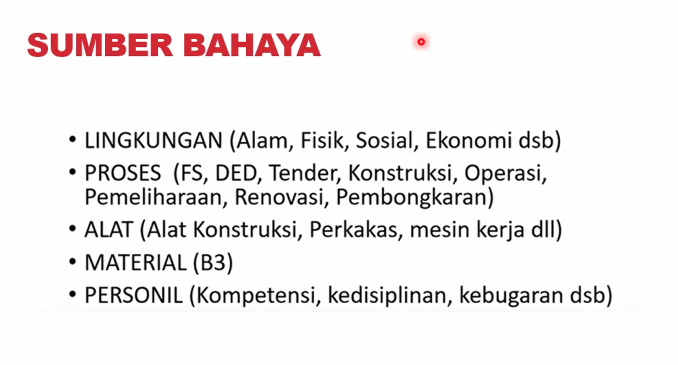 SUMBER BAHAYA
• LINGKUNGAN (Alam, Fisik, Sosial, Ekonomi dsb)
• PROSES (FS, DED, Tender, Konstruksi, Operasi,
Pemeliharaan, Renovasi, Pembongkaran)
• ALAT (Alat Konstruksi, Perkakas, mesin kerja dll)
• MATERIAL (B3)
• PERSONIL (Kompetensi, kedisiplinan, kebugaran dsb)